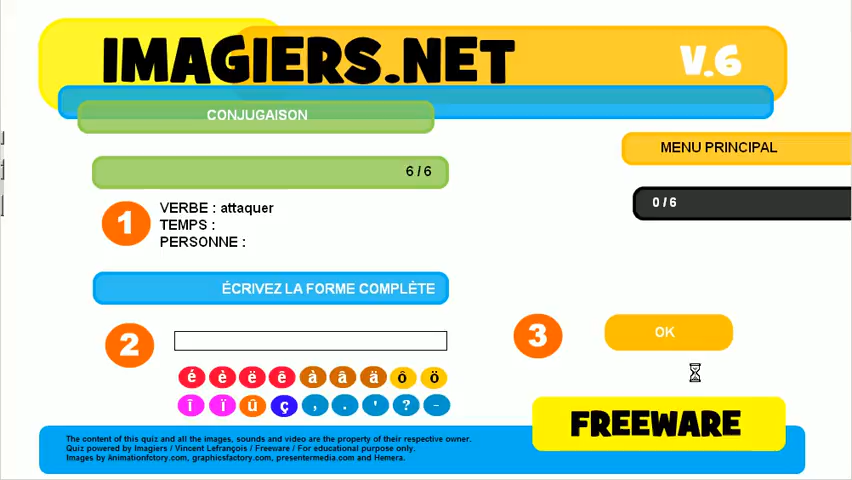 IMAGIERS.NET
V.6
CONJUGAISON
MENU PRINCIPAL
6 / 6
0 / 6
1
VERBE : attaquer
TEMPS :
PERSONNE :
ÉCRIVEZ LA FORME COMPLÈTE
2
3
OK
é è ë ê à â ä ô ö
î ï û ç , . ' ? -
FREEWARE
The content of this quiz and all the images, sounds and video are the property of their respective owner.
Quiz powered by Imagiers / Vincent Lefrançois / Freeware / For educational purpose only.
Images by Animationfctory.com, graphicsfactory.com, presentermedia.com and Hemera.